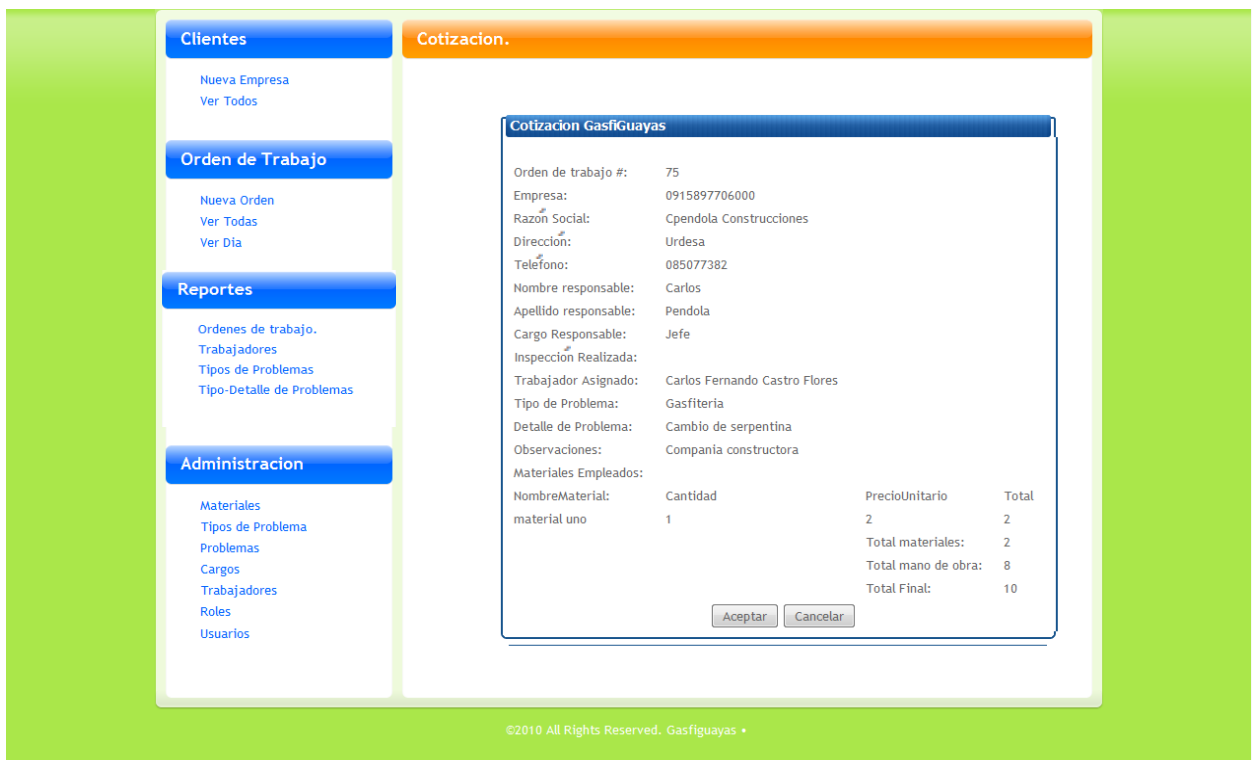 Clientes
Nueva Empresa
Ver Todos
Orden de Trabajo
Nueva Orden
Ver Todas
Ver Dia
Reportes
Ordenes de trabajo.
Trabajadores
Tipos de Problemas
Tipo-Detalle de Problemas
Administracion
Materiales
Tipos de Problema
Problemas
Cargos
Trabajadores
Roles
Usuarios
Cotizacion.
Cotizacion GasfiGuayas
Orden de trabajo #: 75
Empresa: 0915897706000
Razón Social: Cpendola Construcciones
Dirección: Urdesa
Teléfono: 085077382
Nombre responsable: Carlos
Apellido responsable: Pendola
Cargo Responsable: Jefe
Inspección Realizada:
Trabajador Asignado: Carlos Fernando Castro Flores
Tipo de Problema: Gasfiteria
Detalle de Problema: Cambio de serpentina
Observaciones: Compania constructora
Materiales Empleados:
NombreMaterial: Cantidad PrecioUnitario Total
material uno 1 2 2
Total materiales: 2
Total mano de obra: 8
Total Final: 10
Aceptar Cancelar
©2010 All Rights Reserved. Gasfiguayas •